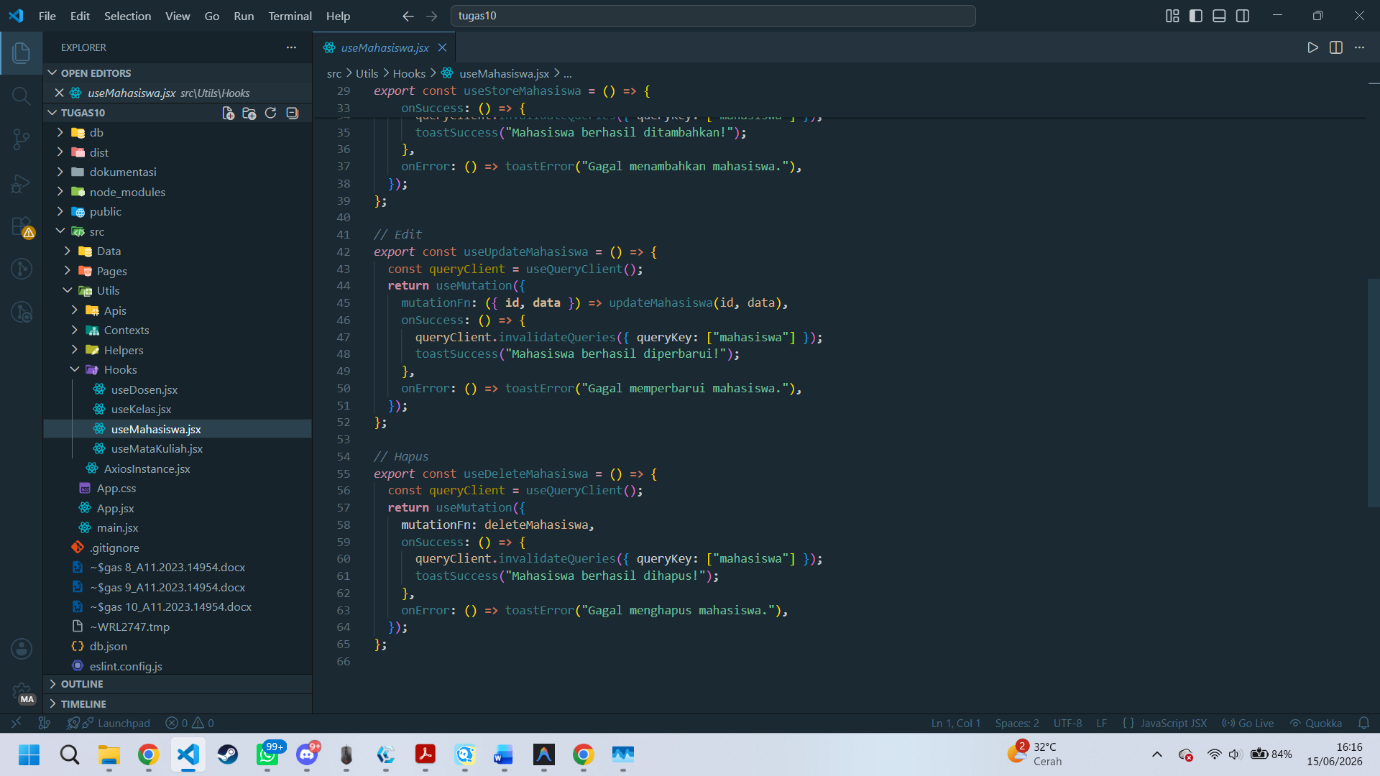 File Edit Selection View Go Run Terminal Help
tugas10
EXPLORER
OPEN EDITORS
useMahasiswa.jsx src\Utils\Hooks
TUGAS10
db
dist
dokumentasi
node_modules
public
src
Data
Pages
Utils
Apis
Contexts
Helpers
Hooks
useDosen.jsx
useKelas.jsx
useMahasiswa.jsx
useMataKuliah.jsx
AxiosInstance.jsx
App.css
App.jsx
main.jsx
.gitignore
~$gas 8_A11.2023.14954.docx
~$gas 9_A11.2023.14954.docx
~$gas 10_A11.2023.14954.docx
~WRL2747.tmp
db.json
eslint.config.js
OUTLINE
TIMELINE
MA
useMahasiswa.jsx
src > Utils > Hooks > useMahasiswa.jsx > ...
29 export const useStoreMahasiswa = () => {
33 onSuccess: () => {
34 queryClient.invalidateQueries({ queryKey: ["mahasiswa"] });
35 toastSuccess("Mahasiswa berhasil ditambahkan!");
36 },
37 onError: () => toastError("Gagal menambahkan mahasiswa."),
38 });
39 };
40
41 // Edit
42 export const useUpdateMahasiswa = () => {
43 const queryClient = useQueryClient();
44 return useMutation({
45 mutationFn: ({ id, data }) => updateMahasiswa(id, data),
46 onSuccess: () => {
47 queryClient.invalidateQueries({ queryKey: ["mahasiswa"] });
48 toastSuccess("Mahasiswa berhasil diperbarui!");
49 },
50 onError: () => toastError("Gagal memperbarui mahasiswa."),
51 });
52 };
53
54 // Hapus
55 export const useDeleteMahasiswa = () => {
56 const queryClient = useQueryClient();
57 return useMutation({
58 mutationFn: deleteMahasiswa,
59 onSuccess: () => {
60 queryClient.invalidateQueries({ queryKey: ["mahasiswa"] });
61 toastSuccess("Mahasiswa berhasil dihapus!");
62 },
63 onError: () => toastError("Gagal menghapus mahasiswa."),
64 });
65 };
66
Launchpad 0 0 Ln 1, Col 1 Spaces: 2 UTF-8 LF {} JavaScript JSX Go Live Quokka
99+ 9+ 2 32°C 84% 16:16
Cerah 15/06/2026